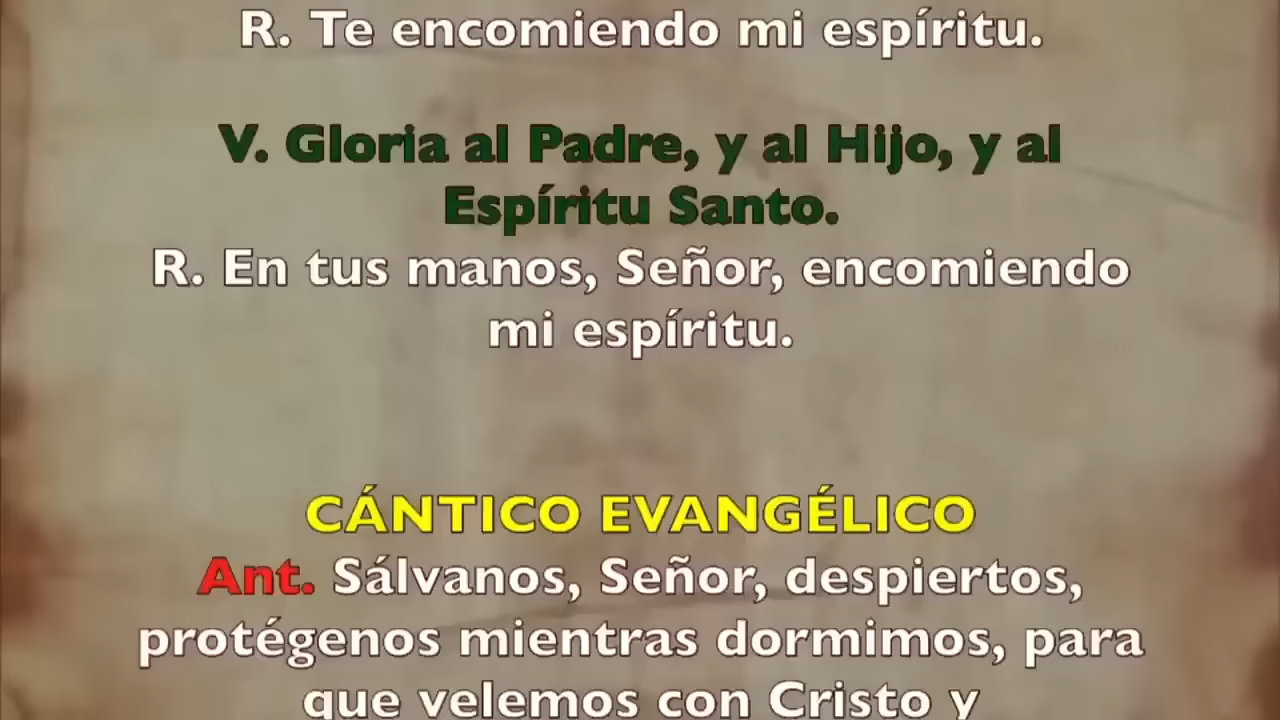 R. Te encomiendo mi espíritu.
V. Gloria al Padre, y al Hijo, y al
Espíritu Santo.
R. En tus manos, Señor, encomiendo
mi espíritu.
CÁNTICO EVANGÉLICO
Ant. Sálvanos, Señor, despiertos,
protégenos mientras dormimos, para
que velemos con Cristo y